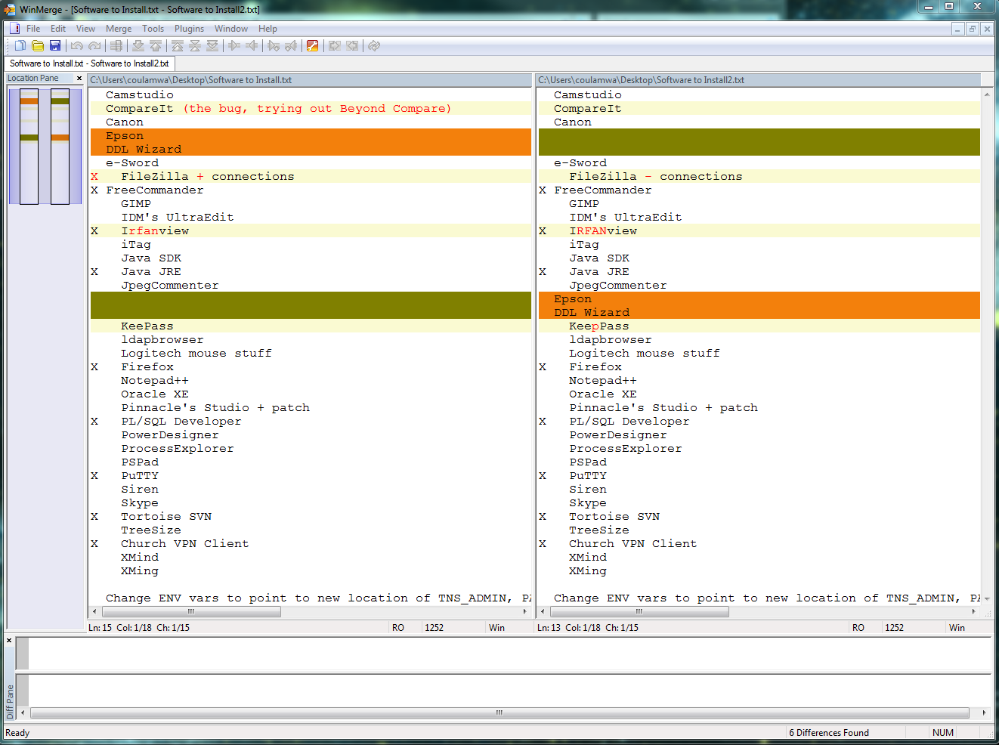 WinMerge - [Software to Install.txt - Software to Install2.txt]
File Edit View Merge Tools Plugins Window Help
Software to Install.txt - Software to Install2.txt
Location Pane x
C:\Users\coulamwa\Desktop\Software to Install.txt
Camstudio
CompareIt (the bug, trying out Beyond Compare)
Canon
Epson
DDL Wizard
e-Sword
X FileZilla + connections
X FreeCommander
GIMP
IDM's UltraEdit
X Irfanview
iTag
Java SDK
X Java JRE
JpegCommenter
KeePass
ldapbrowser
Logitech mouse stuff
X Firefox
Notepad++
Oracle XE
Pinnacle's Studio + patch
X PL/SQL Developer
PowerDesigner
ProcessExplorer
PSPad
X PuTTY
Siren
Skype
X Tortoise SVN
TreeSize
X Church VPN Client
XMind
XMing
Change ENV vars to point to new location of TNS_ADMIN, PA
Ln: 15 Col: 1/18 Ch: 1/15 RO 1252 Win
C:\Users\coulamwa\Desktop\Software to Install2.txt
Camstudio
CompareIt
Canon
e-Sword
FileZilla - connections
X FreeCommander
GIMP
IDM's UltraEdit
X IRFANview
iTag
Java SDK
X Java JRE
JpegCommenter
Epson
DDL Wizard
KeepPass
ldapbrowser
Logitech mouse stuff
X Firefox
Notepad++
Oracle XE
Pinnacle's Studio + patch
X PL/SQL Developer
PowerDesigner
ProcessExplorer
PSPad
X PuTTY
Siren
Skype
X Tortoise SVN
TreeSize
X Church VPN Client
XMind
XMing
Change ENV vars to point to new location of TNS_ADMIN, P
Ln: 13 Col: 1/18 Ch: 1/15 RO 1252 Win
Diff Pane
Ready 6 Differences Found NUM